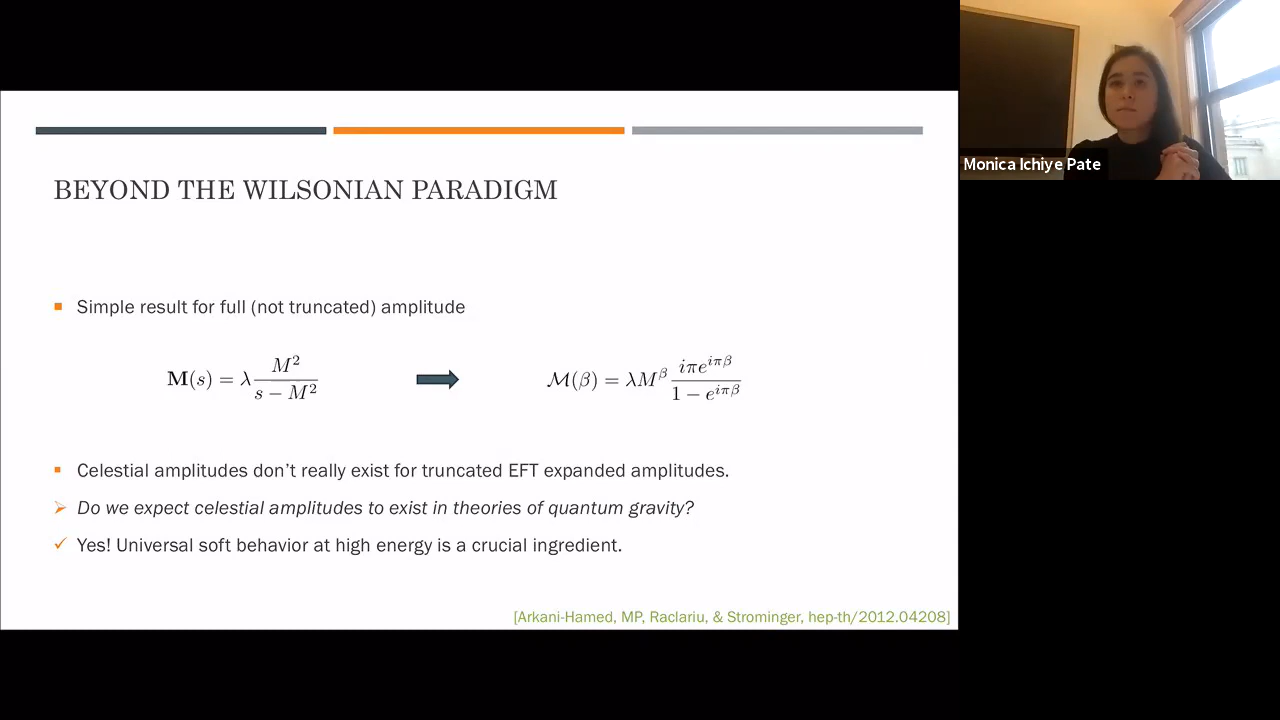 BEYOND THE WILSONIAN PARADIGM
Monica Ichiye Pate
▪ Simple result for full (not truncated) amplitude
M(s) = λ M² / (s − M²) ➡ ℳ(β) = λM^β iπe^{iπβ} / (1 − e^{iπβ})
▪ Celestial amplitudes don't really exist for truncated EFT expanded amplitudes.
➢ Do we expect celestial amplitudes to exist in theories of quantum gravity?
✓ Yes! Universal soft behavior at high energy is a crucial ingredient.
[Arkani-Hamed, MP, Raclariu, & Strominger, hep-th/2012.04208]